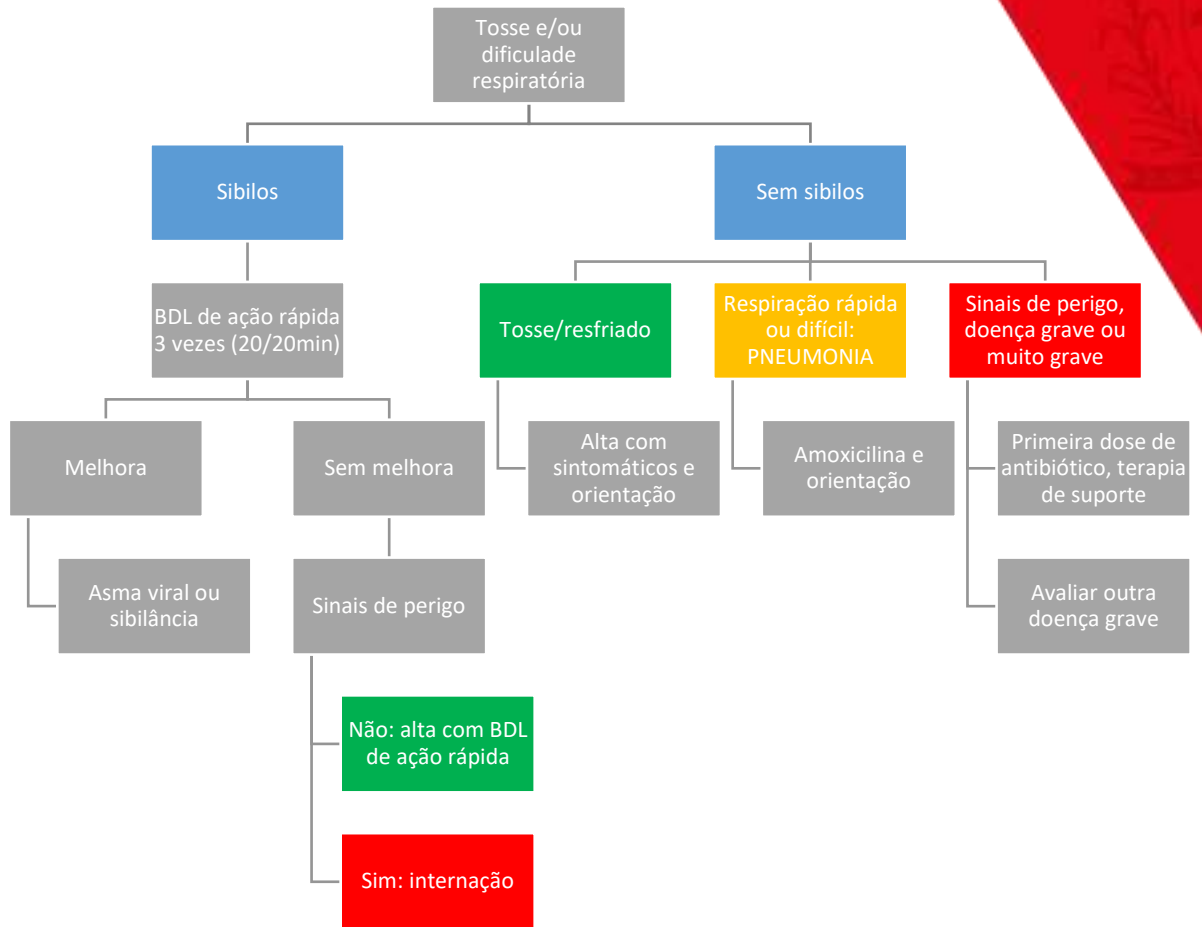 Tosse e/ou
dificulade
respiratória
Sibilos
Sem sibilos
BDL de ação rápida
3 vezes (20/20min)
Tosse/resfriado
Respiração rápida
ou difícil:
PNEUMONIA
Sinais de perigo,
doença grave ou
muito grave
Melhora
Sem melhora
Alta com
sintomáticos e
orientação
Amoxicilina e
orientação
Primeira dose de
antibiótico, terapia
de suporte
Asma viral ou
sibilância
Sinais de perigo
Avaliar outra
doença grave
Não: alta com BDL
de ação rápida
Sim: internação